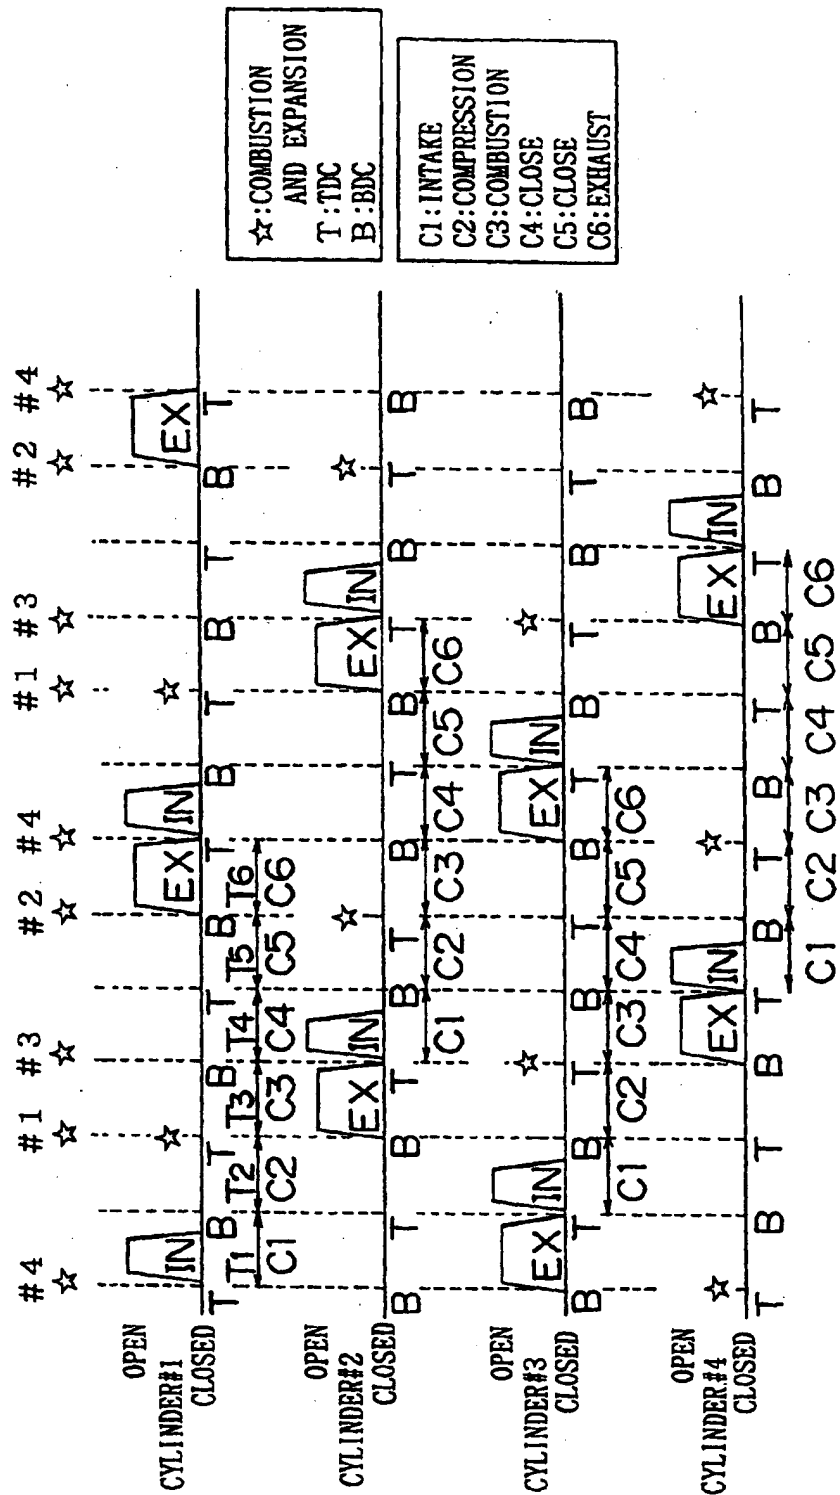 #4 #1 #3 #2 #4 #1 #3 #2 #4
☆ ☆ ☆ ☆ ☆ ☆ ☆ ☆ ☆
OPEN
CYLINDER#1
CLOSED
IN ☆ EX IN ☆ EX
T B T B T B T B T B T B T
T1 T2 T3 T4 T5 T6
C1 C2 C3 C4 C5 C6
OPEN
CYLINDER#2
CLOSED
EX IN ☆ EX IN ☆
B T B T B T B T B T B T B
C1 C2 C3 C4 C5 C6
OPEN
CYLINDER#3
CLOSED
EX IN ☆ EX IN ☆
B T B T B T B T B T B T B
C1 C2 C3 C4 C5 C6
OPEN
CYLINDER#4
CLOSED
☆ EX IN ☆ EX IN ☆
T B T B T B T B T B T B T
C1 C2 C3 C4 C5 C6
☆:COMBUSTION
AND EXPANSION
T:TDC
B:BDC
C1:INTAKE
C2:COMPRESSION
C3:COMBUSTION
C4:CLOSE
C5:CLOSE
C6:EXHAUST